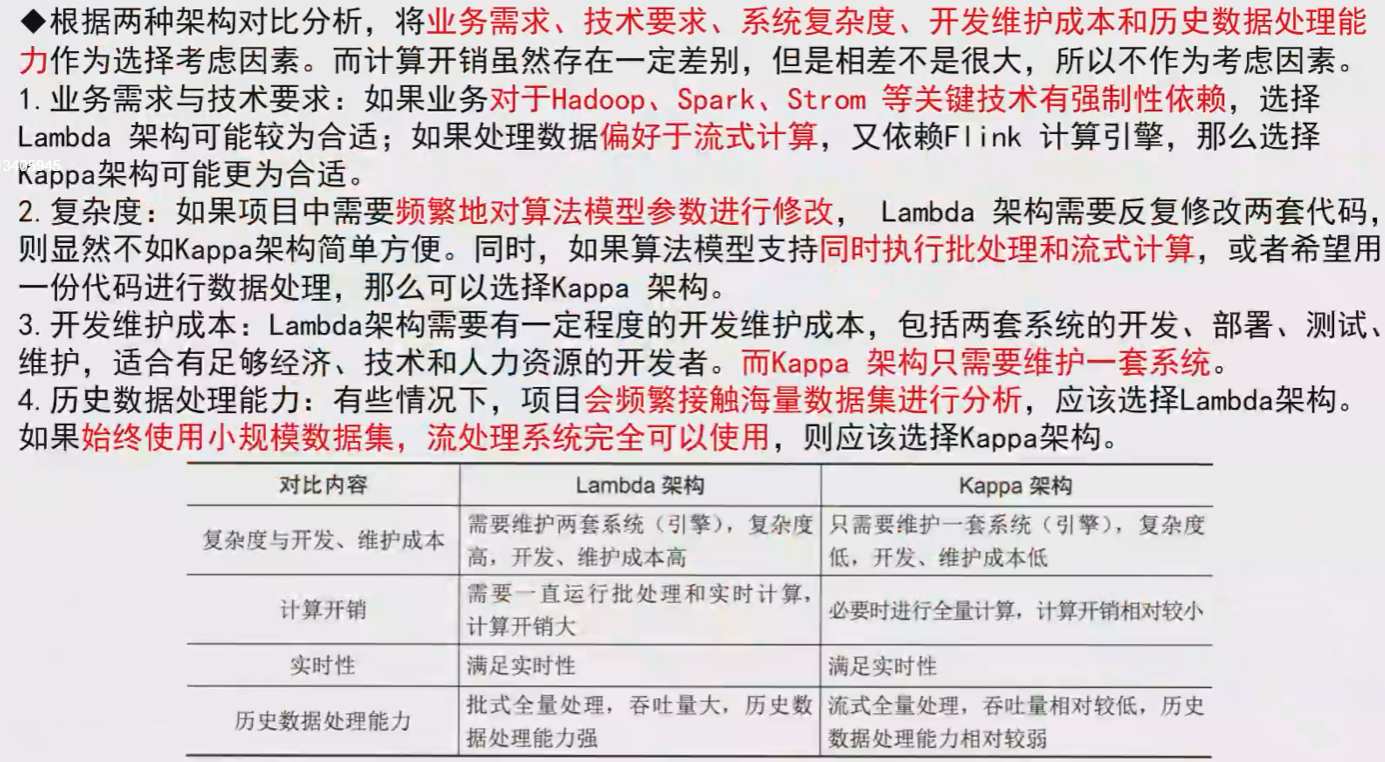 ◆根据两种架构对比分析，将业务需求、技术要求、系统复杂度、开发维护成本和历史数据处理能
力作为选择考虑因素。而计算开销虽然存在一定差别，但是相差不是很大，所以不作为考虑因素。
1.业务需求与技术要求：如果业务对于Hadoop、Spark、Strom 等关键技术有强制性依赖，选择
Lambda 架构可能较为合适；如果处理数据偏好于流式计算，又依赖Flink 计算引擎，那么选择
Kappa架构可能更为合适。
2.复杂度：如果项目中需要频繁地对算法模型参数进行修改， Lambda 架构需要反复修改两套代码，
则显然不如Kappa架构简单方便。同时，如果算法模型支持同时执行批处理和流式计算，或者希望用
一份代码进行数据处理，那么可以选择Kappa 架构。
3.开发维护成本：Lambda架构需要有一定程度的开发维护成本，包括两套系统的开发、部署、测试、
维护，适合有足够经济、技术和人力资源的开发者。而Kappa 架构只需要维护一套系统。
4.历史数据处理能力：有些情况下，项目会频繁接触海量数据集进行分析，应该选择Lambda架构。
如果始终使用小规模数据集，流处理系统完全可以使用，则应该选择Kappa架构。
对比内容 Lambda 架构 Kappa 架构
复杂度与开发、维护成本
需要维护两套系统（引擎），复杂度
高，开发、维护成本高
只需要维护一套系统（引擎），复杂度
低，开发、维护成本低
计算开销
需要一直运行批处理和实时计算，
计算开销大
必要时进行全量计算，计算开销相对较小
实时性 满足实时性 满足实时性
历史数据处理能力
批式全量处理，吞吐量大，历史数
据处理能力强
流式全量处理，吞吐量相对较低，历史
数据处理能力相对较弱